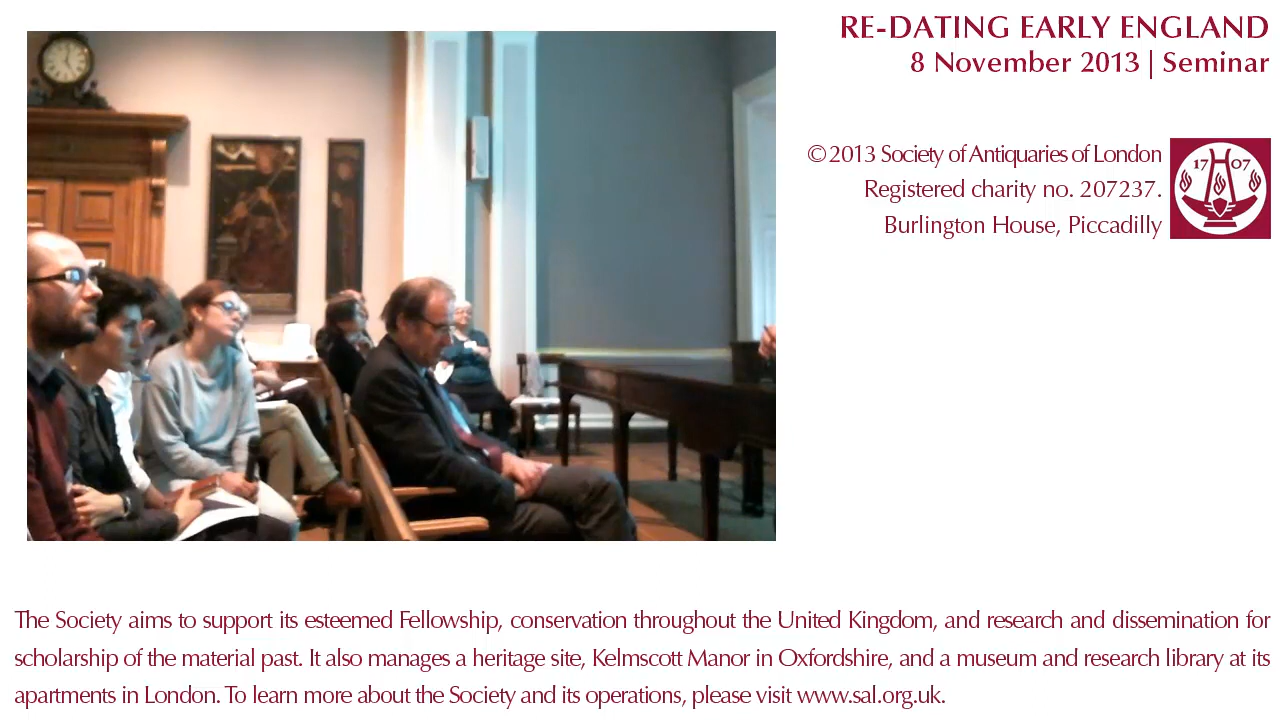 RE-DATING EARLY ENGLAND
8 November 2013 | Seminar
© 2013 Society of Antiquaries of London
Registered charity no. 207237.
Burlington House, Piccadilly
17 07
The Society aims to support its esteemed Fellowship, conservation throughout the United Kingdom, and research and dissemination for
scholarship of the material past. It also manages a heritage site, Kelmscott Manor in Oxfordshire, and a museum and research library at its
apartments in London. To learn more about the Society and its operations, please visit www.sal.org.uk.